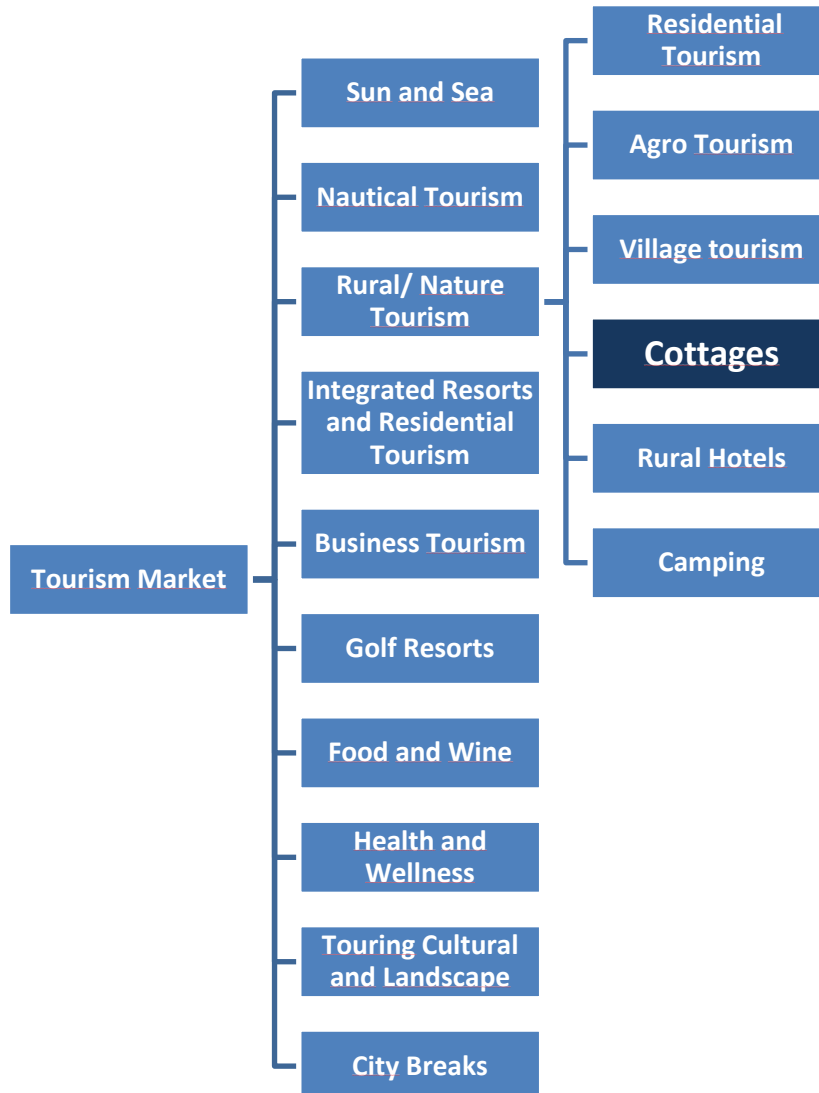 Tourism Market
Sun and Sea
Nautical Tourism
Rural/ Nature
Tourism
Integrated Resorts
and Residential
Tourism
Business Tourism
Golf Resorts
Food and Wine
Health and
Wellness
Touring Cultural
and Landscape
City Breaks
Residential
Tourism
Agro Tourism
Village tourism
Cottages
Rural Hotels
Camping